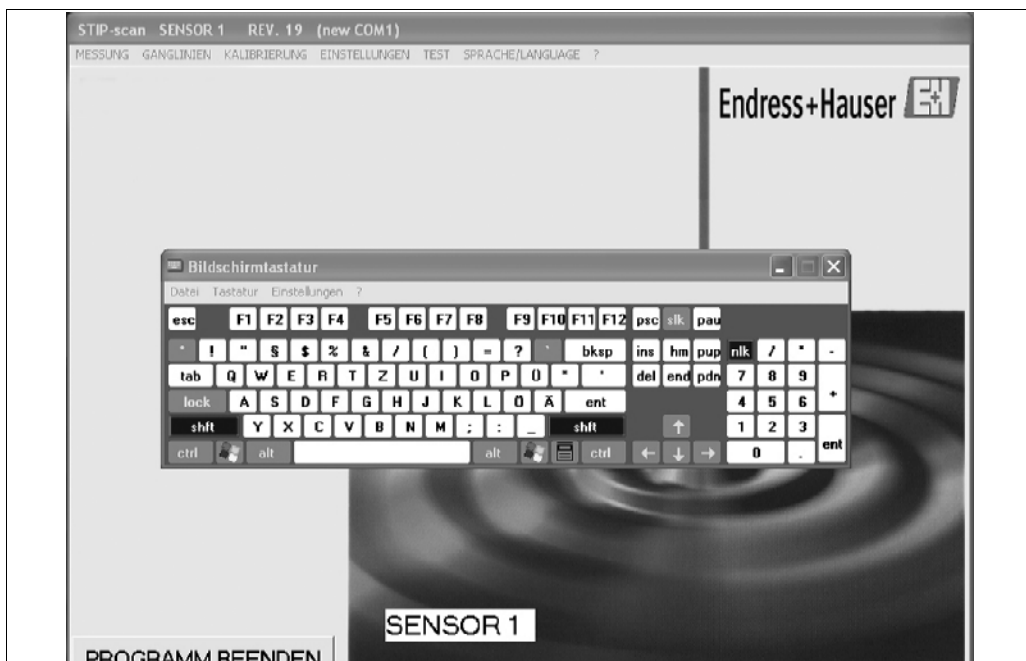 STIP-scan SENSOR 1 REV. 19 (new COM1)
MESSUNG GANGLINIEN KALIBRIERUNG EINSTELLUNGEN TEST SPRACHE/LANGUAGE ?
Endress+Hauser
Bildschirmtastatur
Datei Tastatur Einstellungen ?
esc F1 F2 F3 F4 F5 F6 F7 F8 F9 F10 F11 F12 psc slk pau
° ! " § $ % & / ( ) = ? ` bksp ins hm pup nlk / * -
tab Q W E R T Z U I O P Ü * ' del end pdn 7 8 9 +
lock A S D F G H J K L Ö Ä ent 4 5 6
shft Y X C V B N M ; : _ shft ↑ 1 2 3 ent
ctrl alt alt ctrl ← ↓ → 0 .
SENSOR 1
PROGRAMM BEENDEN